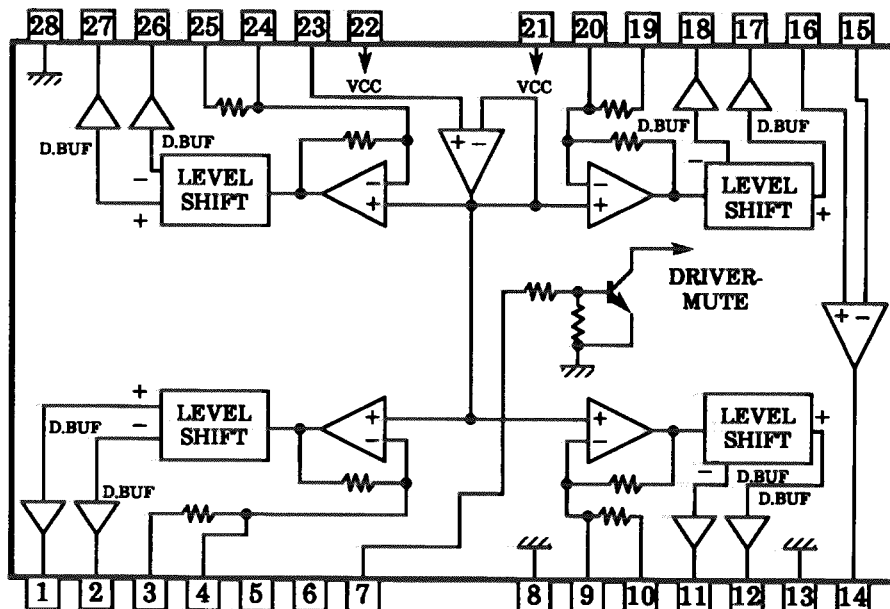 28 27 26 25 24 23 22 21 20 19 18 17 16 15
VCC VCC
D.BUF D.BUF D.BUF D.BUF
LEVEL
SHIFT
−
+
−
+
+ −
−
+
−
LEVEL
SHIFT
+
DRIVER-
MUTE
+ −
+
−
LEVEL
SHIFT
+
−
+
−
LEVEL
SHIFT
+
−
D.BUF
D.BUF
D.BUF
D.BUF
1 2 3 4 5 6 7 8 9 10 11 12 13 14